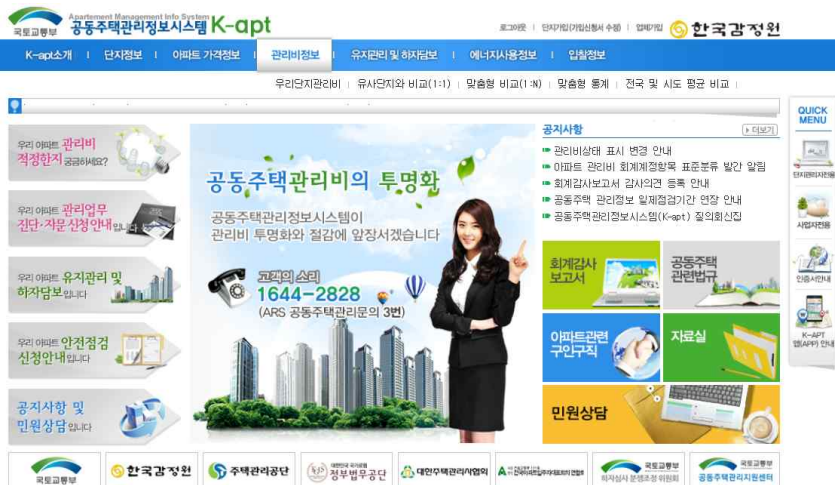 Apartement Management Info System
국토교통부
공동주택관리정보시스템 K-apt
로그아웃 | 단지가입(가입신청서 수정) | 업체가입
한국감정원
K-apt소개 | 단지정보 | 아파트 가격정보 | 관리비정보 | 유지관리 및 하자담보 | 에너지사용정보 | 입찰정보
우리단지관리비 | 유사단지와 비교(1:1) | 맞춤형 비교(1:N) | 맞춤형 통계 | 전국 및 시도 평균 비교 |
우리 아파트 관리비
적정한지 궁금하세요?
우리 아파트 관리업무
진단·자문 신청안내입니다
우리 아파트 유지관리 및
하자담보입니다
우리 아파트 안전점검
신청안내입니다
공지사항 및
민원상담입니다
공동주택관리비의 투명화
공동주택관리정보시스템이
관리비 투명화와 절감에 앞장서겠습니다
고객의 소리
1644-2828
(ARS 공동주택관리문의 3번)
공지사항
더보기
관리비상태 표시 변경 안내
아파트 관리비 회계계정항목 표준분류 발간 알림
회계감사보고서 감사의견 등록 안내
공동주택 관리정보 일제점검기간 연장 안내
공동주택관리정보시스템(K-apt) 질의회신집
회계감사
보고서
공동주택
관련법규
아파트관련
구인구직
자료실
민원상담
QUICK
MENU
단지관리자전용
사업자전용
인증서안내
K-APT
앱(APP) 안내
국토교통부
한국감정원
주택관리공단
대한민국 국가로펌
정부법무공단
대한주택관리사협회
국토교통부
하자심사 분쟁조정 위원회
국토교통부
공동주택관리지원센터